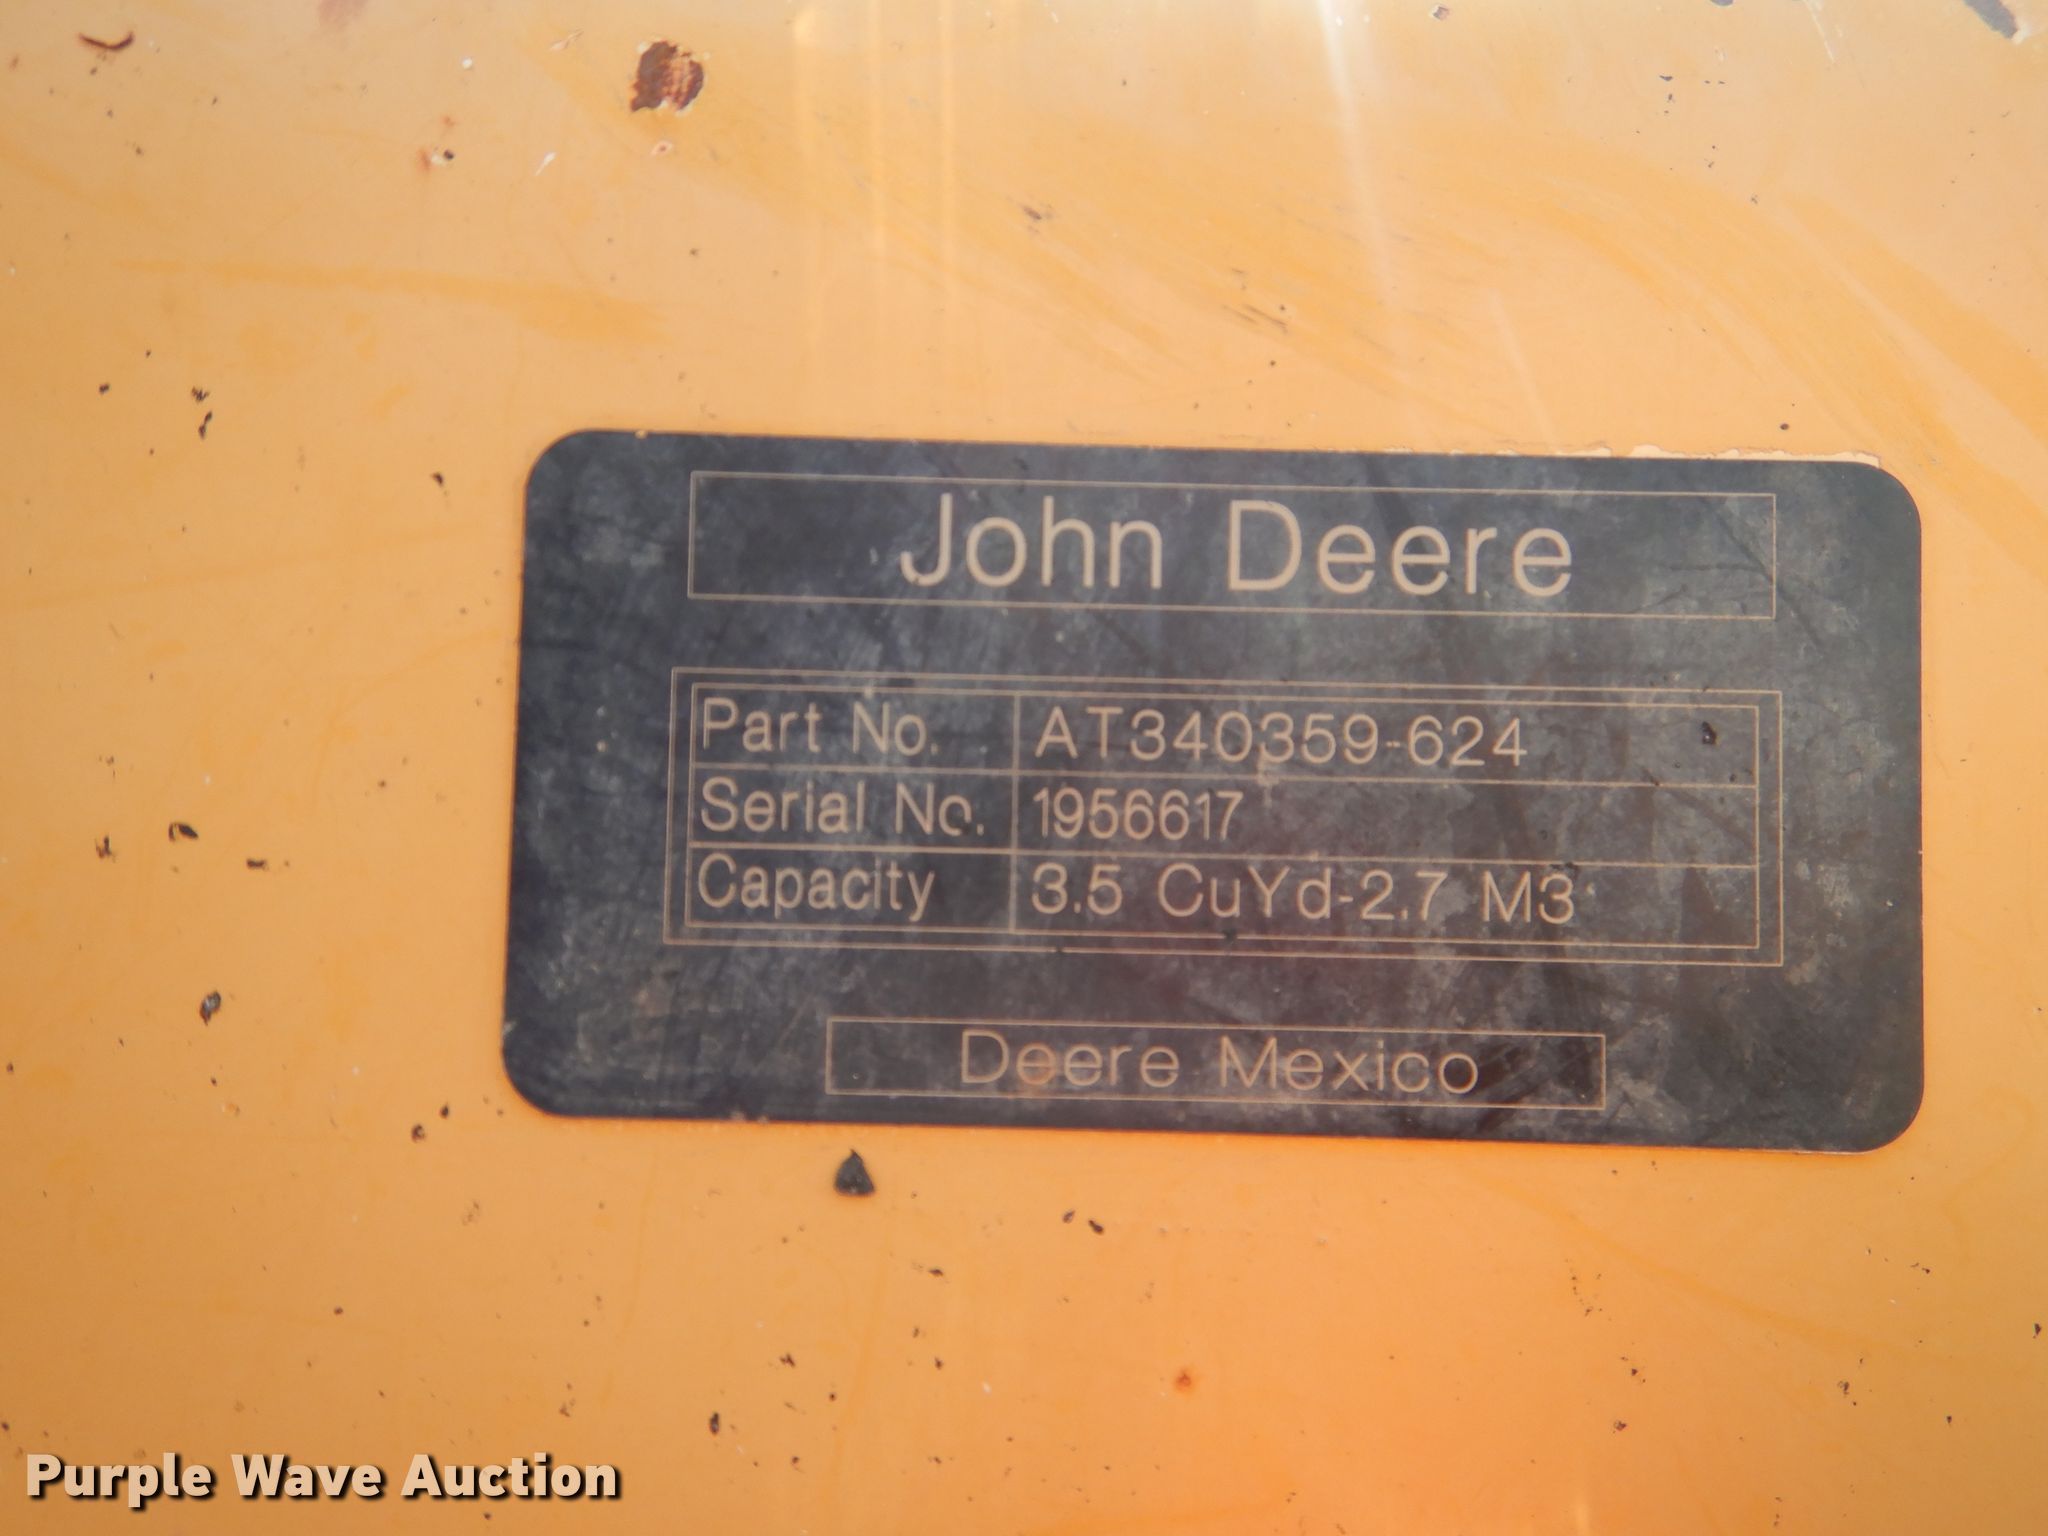 John Deere
Part No. AT340359-624
Serial No. 1956617
Capacity 3.5 CuYd-2.7 M3
Deere Mexico
Purple Wave Auction